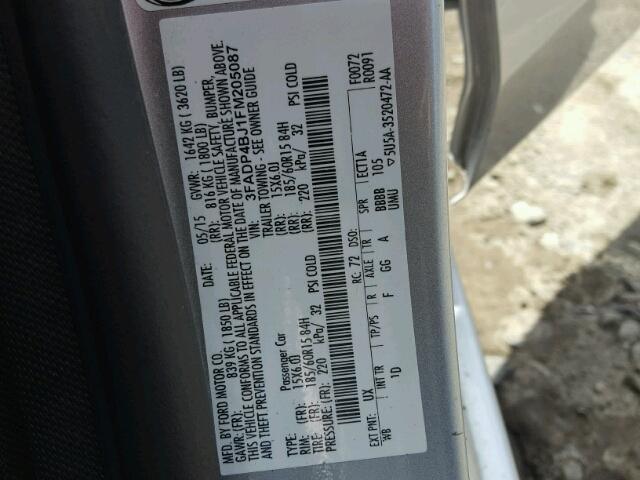 MFD. BY FORD MOTOR CO.
DATE: 05/15 GVWR: 1642 KG ( 3620 LB)
GAWR: (FR): 839 KG ( 1850 LB) (RR): 816 KG ( 1800 LB)
THIS VEHICLE CONFORMS TO ALL APPLICABLE FEDERAL MOTOR VEHICLE SAFETY, BUMPER,
AND THEFT PREVENTION STANDARDS IN EFFECT ON THE DATE OF MANUFACTURE SHOWN ABOVE.
VIN: 3FADP4BJ1FM205087
TYPE: Passenger Car TRAILER TOWING - SEE OWNER GUIDE
RIM: (FR): 15X6.0J (RR): 15X6.0J
TIRE: (FR): 185/60R15 84H (RR): 185/60R15 84H
PRESSURE: (FR): 220 kPa/ 32 PSI COLD (RR): 220 kPa/ 32 PSI COLD
F0072
R0091
EXT PNT: UX RC: 72 DSO:
WB INT TR TP/PS R AXLE TR SPR ECT1A
1D F GG A BBBB 105
UMU ▽5U5A-3520472-AA